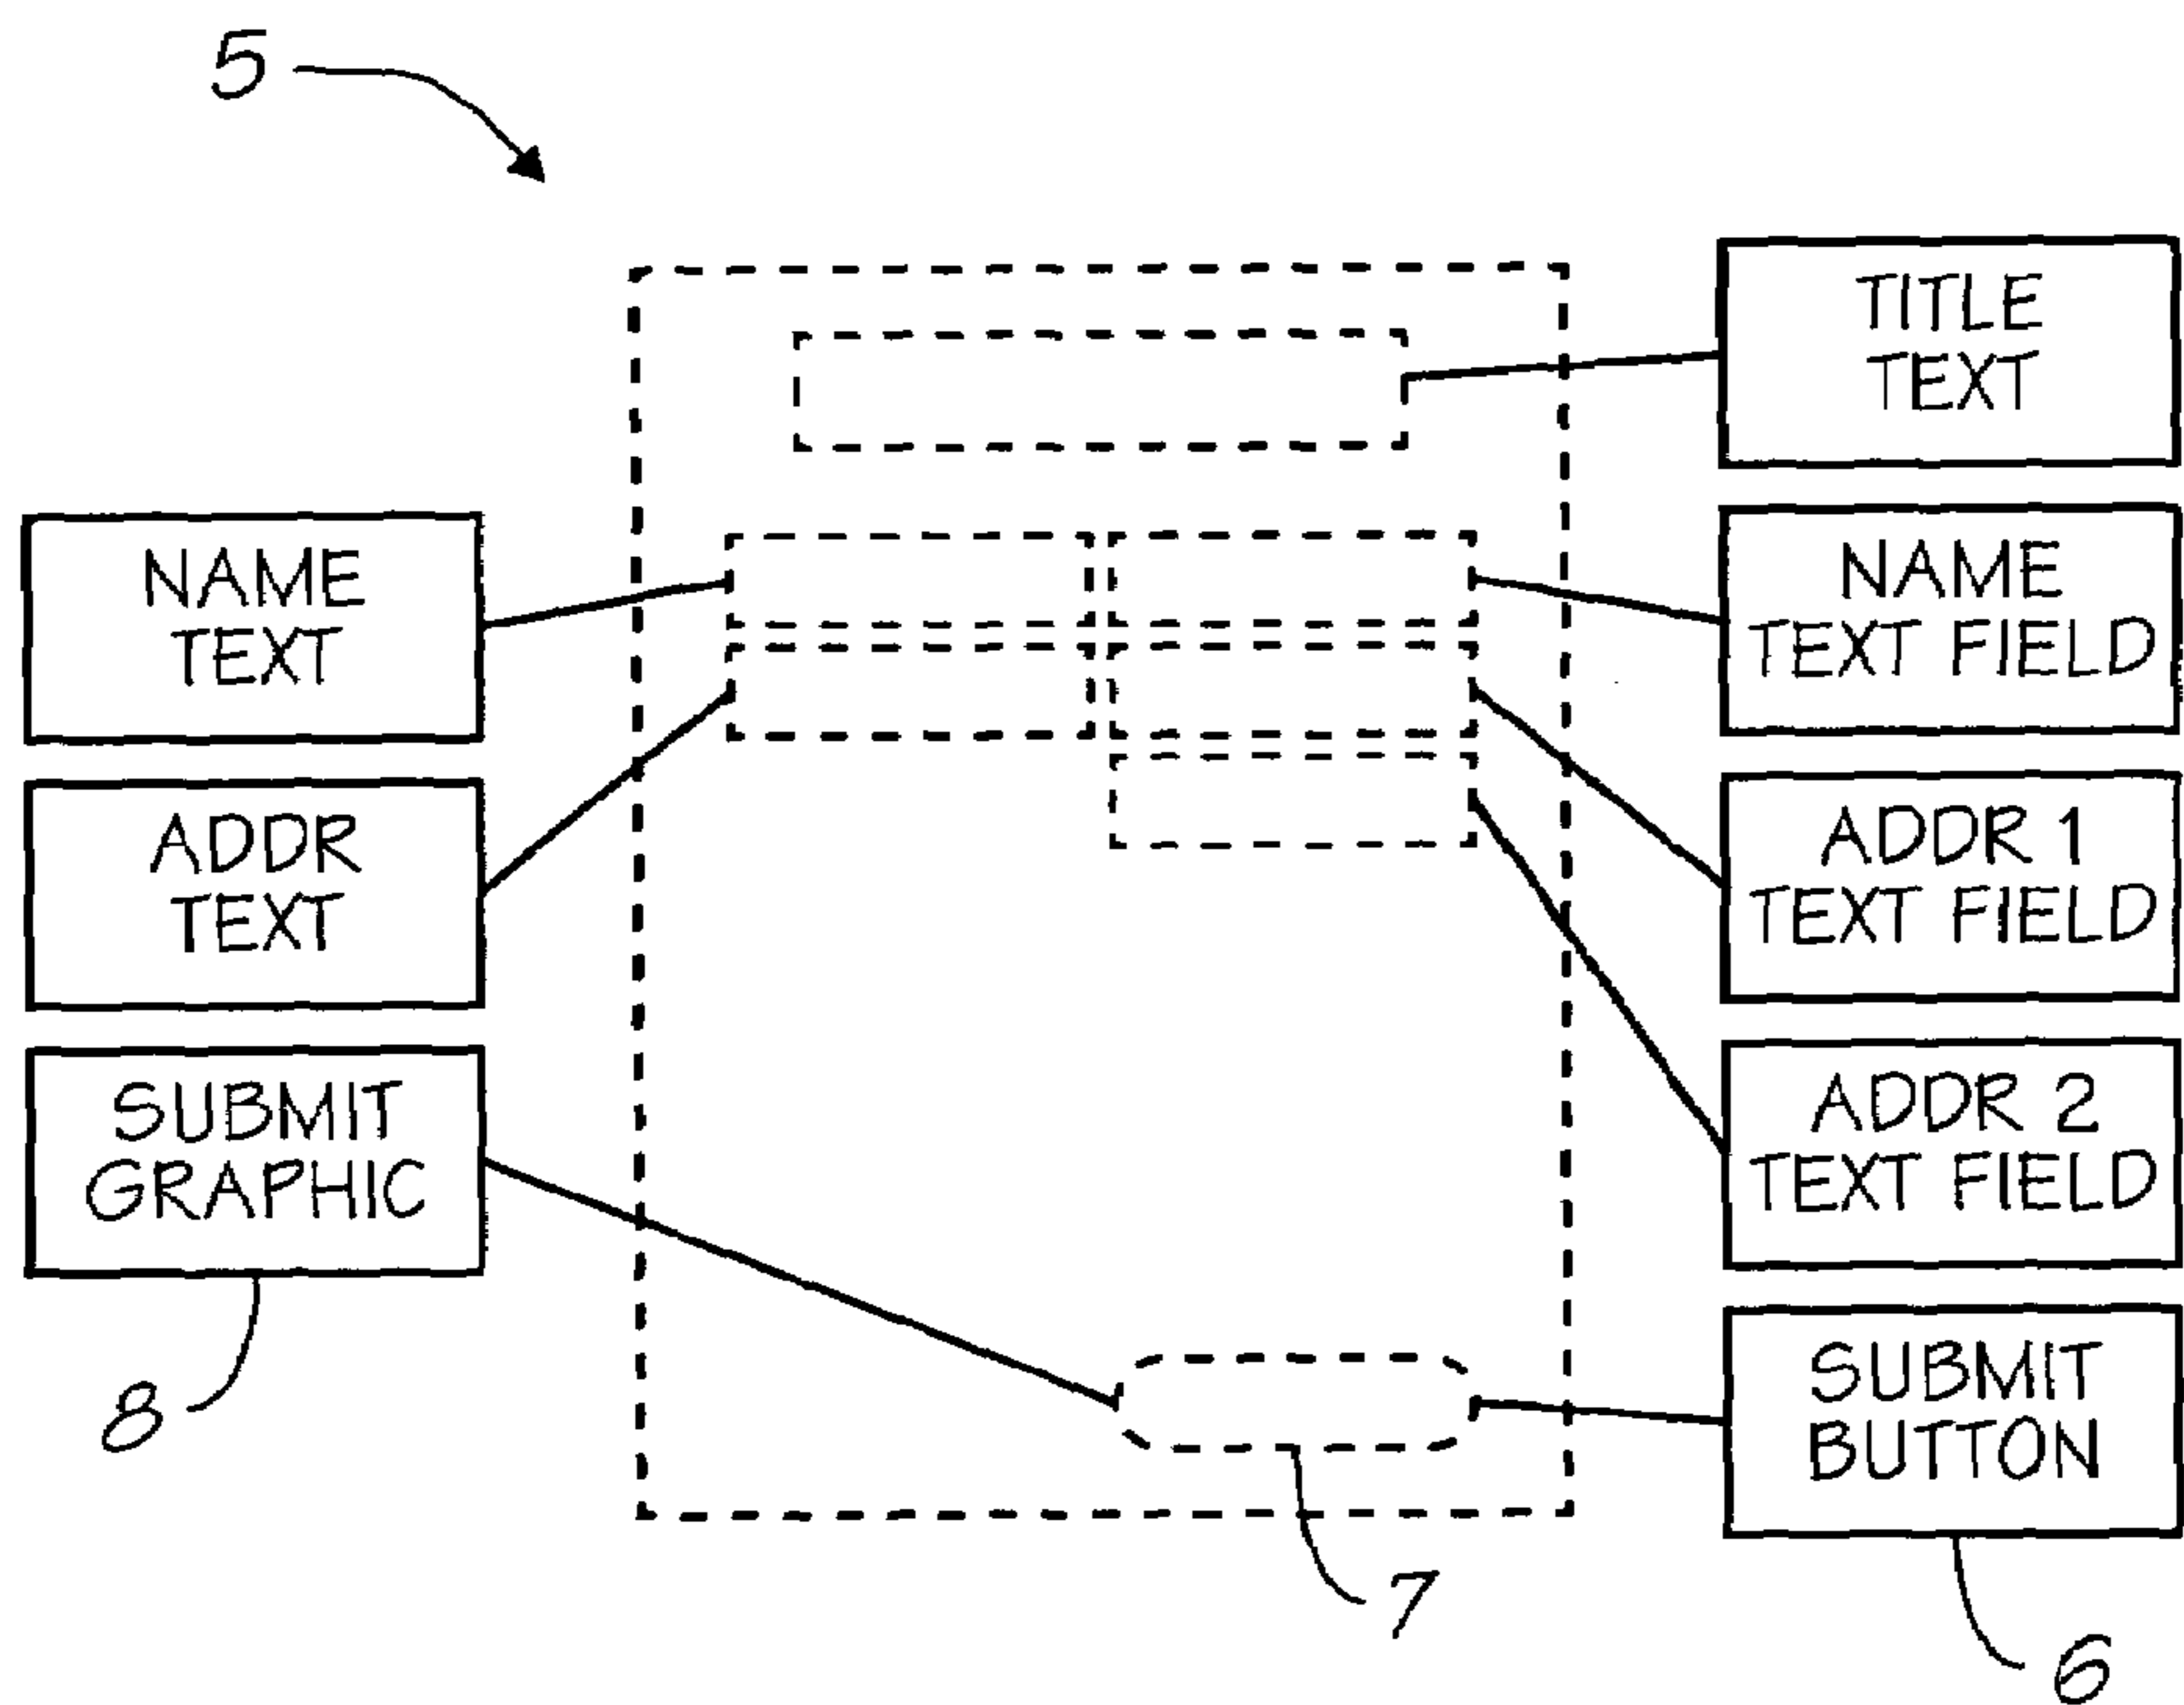 5
TITLE
TEXT
NAME
TEXT
NAME
TEXT FIELD
ADDR
TEXT
ADDR 1
TEXT FIELD
SUBMIT
GRAPHIC
ADDR 2
TEXT FIELD
SUBMIT
BUTTON
8
7
6